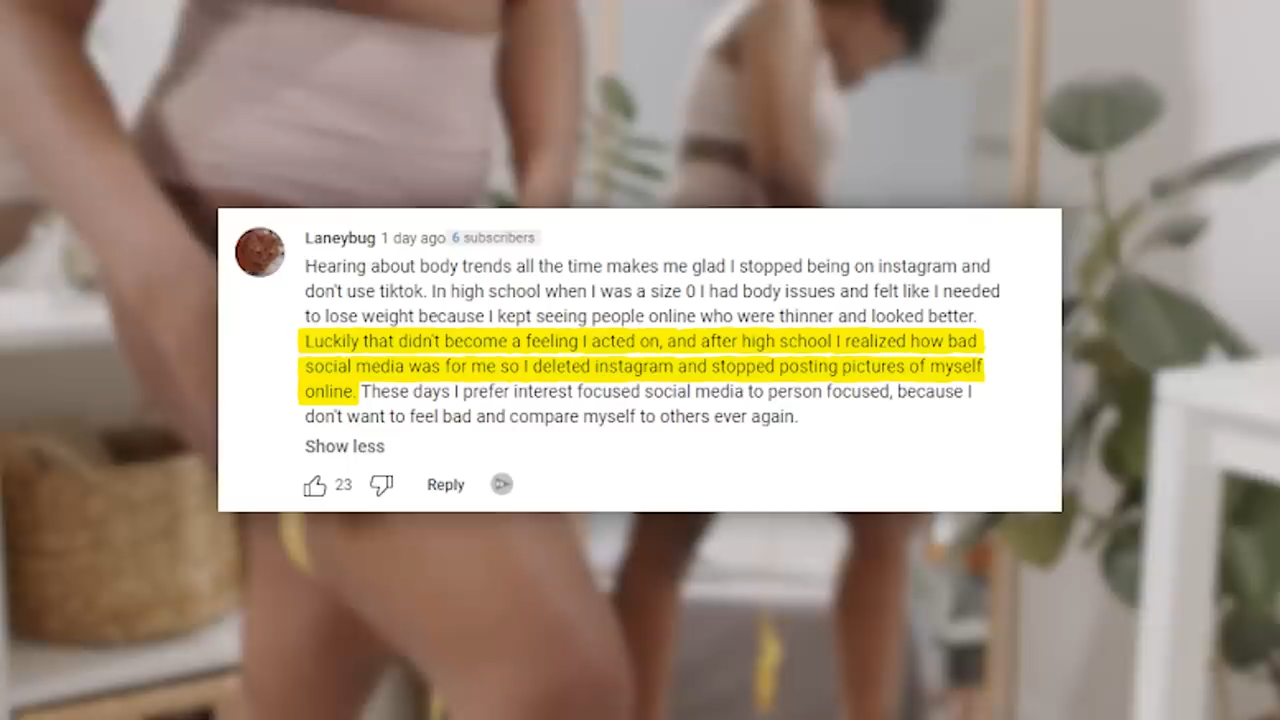 Laneybug 1 day ago 6 subscribers
Hearing about body trends all the time makes me glad I stopped being on instagram and
don't use tiktok. In high school when I was a size 0 I had body issues and felt like I needed
to lose weight because I kept seeing people online who were thinner and looked better.
Luckily that didn't become a feeling I acted on, and after high school I realized how bad
social media was for me so I deleted instagram and stopped posting pictures of myself
online. These days I prefer interest focused social media to person focused, because I
don't want to feel bad and compare myself to others ever again.
Show less
23 Reply